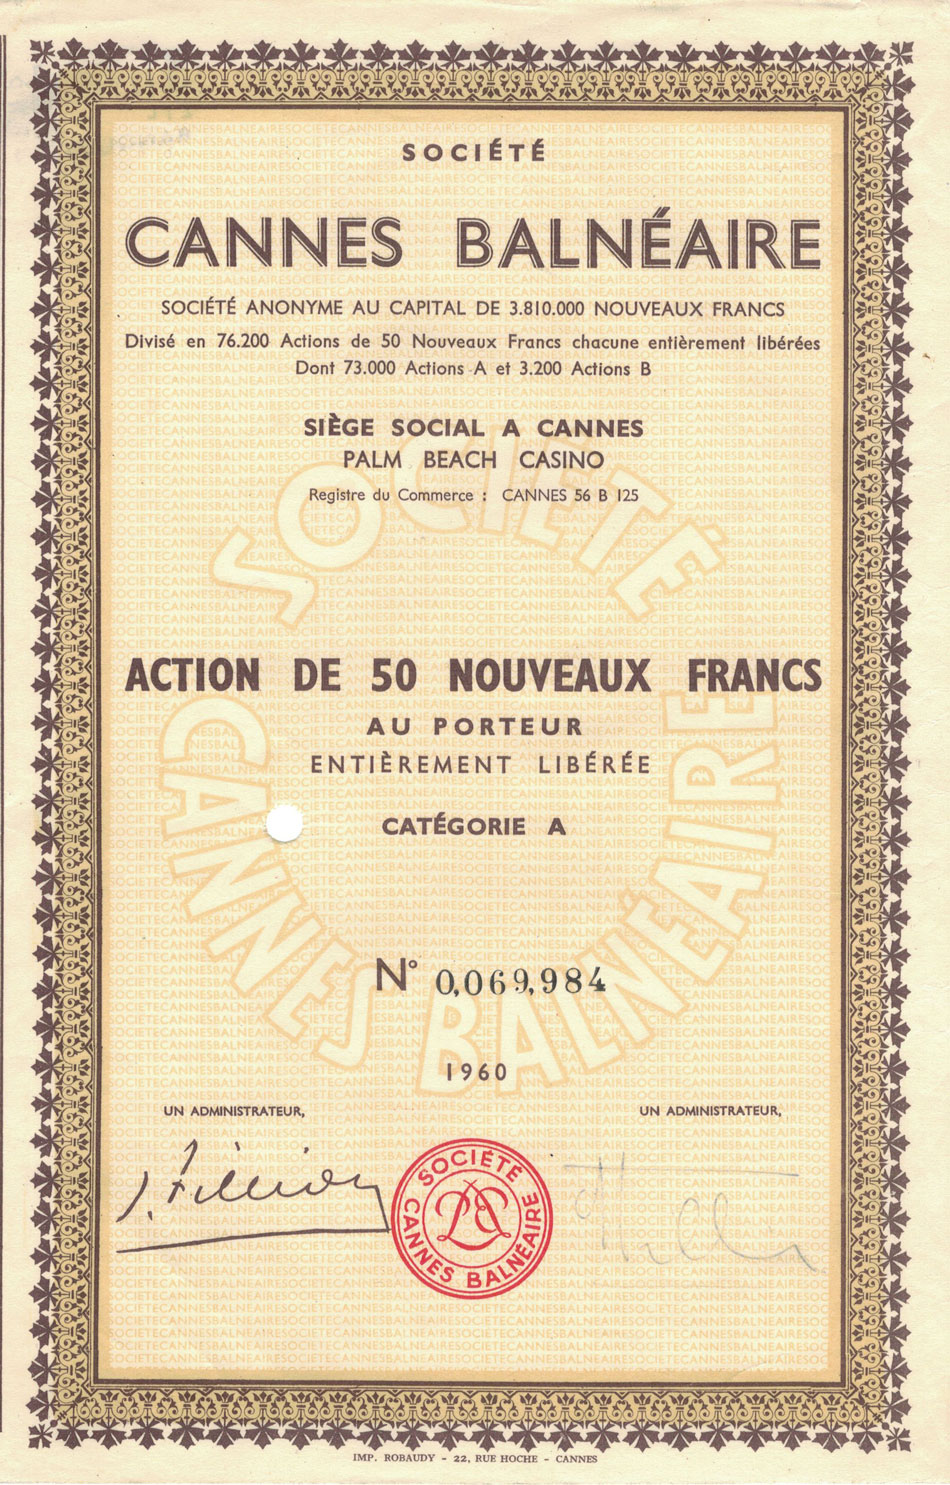 SOCIÉTÉ
CANNES BALNÉAIRE
SOCIÉTÉ ANONYME AU CAPITAL DE 3.810.000 NOUVEAUX FRANCS
Divisé en 76.200 Actions de 50 Nouveaux Francs chacune entièrement libérées
Dont 73.000 Actions A et 3.200 Actions B
SIÈGE SOCIAL A CANNES
PALM BEACH CASINO
Registre du Commerce : CANNES 56 B 125
SOCIÉTÉ
ACTION DE 50 NOUVEAUX FRANCS
AU PORTEUR
ENTIÈREMENT LIBÉRÉE
CATÉGORIE A
CANNES BALNÉAIRE
N° 0,069,984
1960
UN ADMINISTRATEUR,
UN ADMINISTRATEUR,
SOCIÉTÉ
CANNES BALNÉAIRE
IMP. ROBAUDY - 22, RUE HOCHE - CANNES